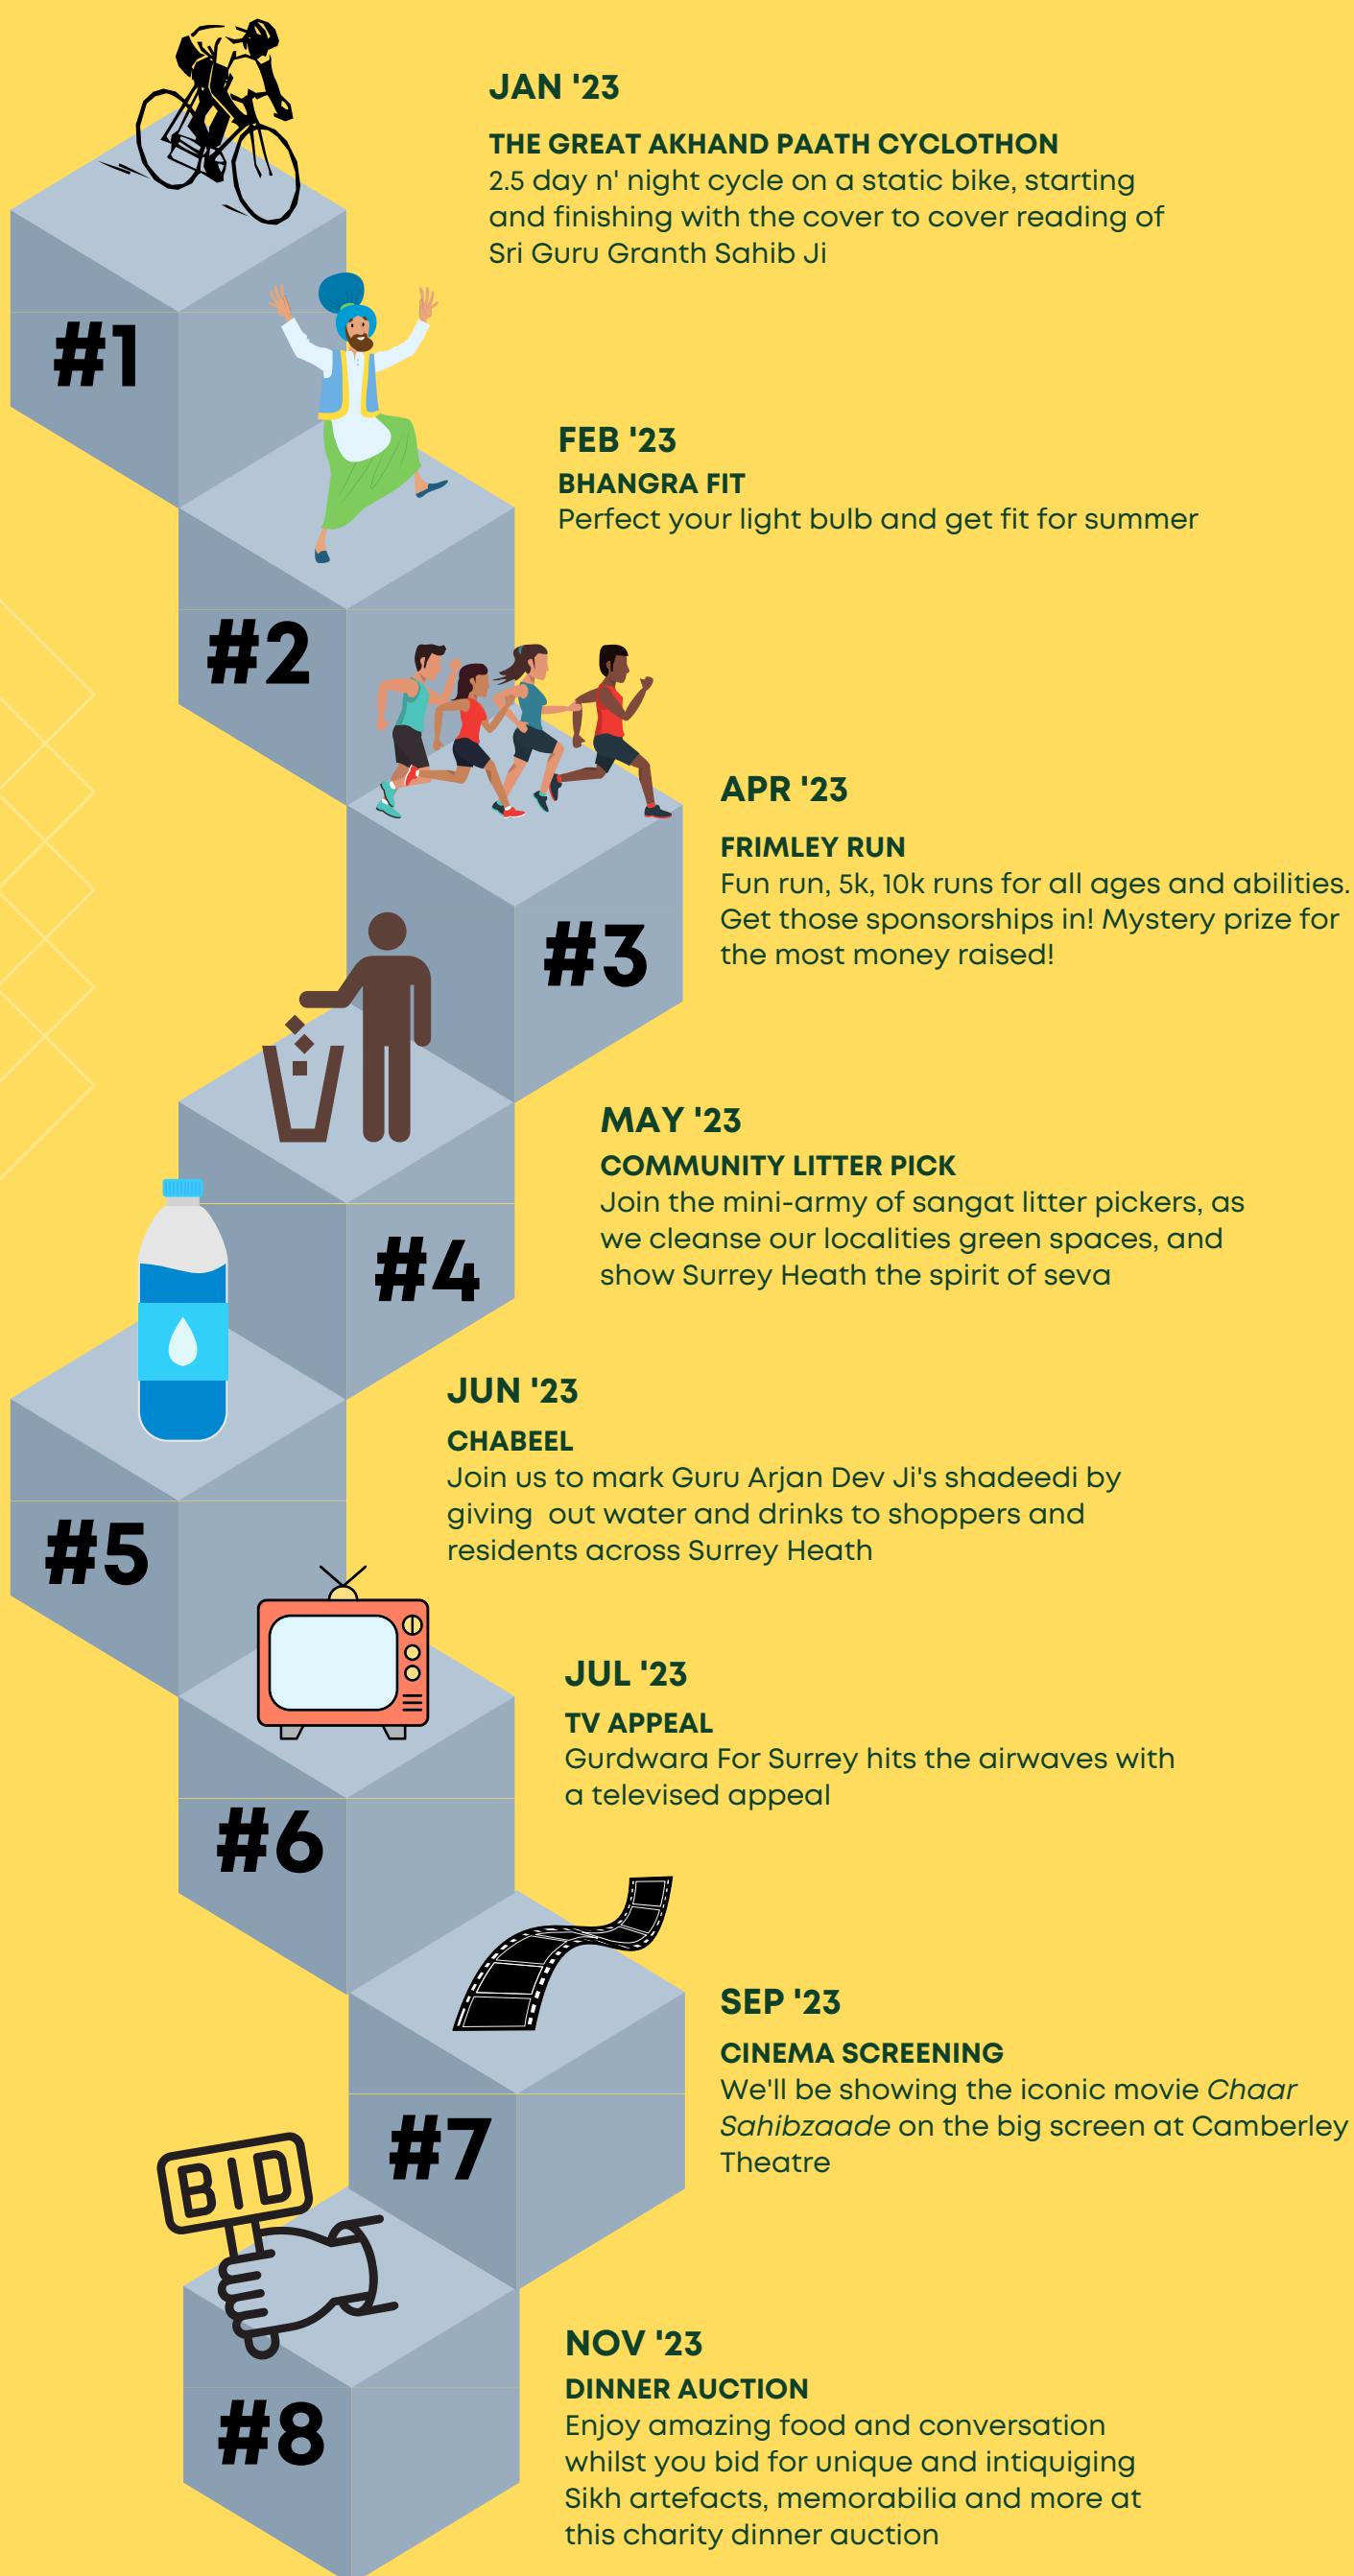 JAN '23
THE GREAT AKHAND PAATH CYCLOTHON
2.5 day n' night cycle on a static bike, starting
and finishing with the cover to cover reading of
Sri Guru Granth Sahib Ji
#1
FEB '23
BHANGRA FIT
Perfect your light bulb and get fit for summer
#2
APR '23
FRIMLEY RUN
Fun run, 5k, 10k runs for all ages and abilities.
Get those sponsorships in! Mystery prize for
the most money raised!
#3
MAY '23
COMMUNITY LITTER PICK
Join the mini-army of sangat litter pickers, as
we cleanse our localities green spaces, and
show Surrey Heath the spirit of seva
#4
JUN '23
CHABEEL
Join us to mark Guru Arjan Dev Ji's shadeedi by
giving  out water and drinks to shoppers and
residents across Surrey Heath
#5
JUL '23
TV APPEAL
Gurdwara For Surrey hits the airwaves with
a televised appeal
#6
SEP '23
CINEMA SCREENING
We'll be showing the iconic movie Chaar
Sahibzaade on the big screen at Camberley
Theatre
#7
BID
NOV '23
DINNER AUCTION
Enjoy amazing food and conversation
whilst you bid for unique and intiquiging
Sikh artefacts, memorabilia and more at
this charity dinner auction
#8